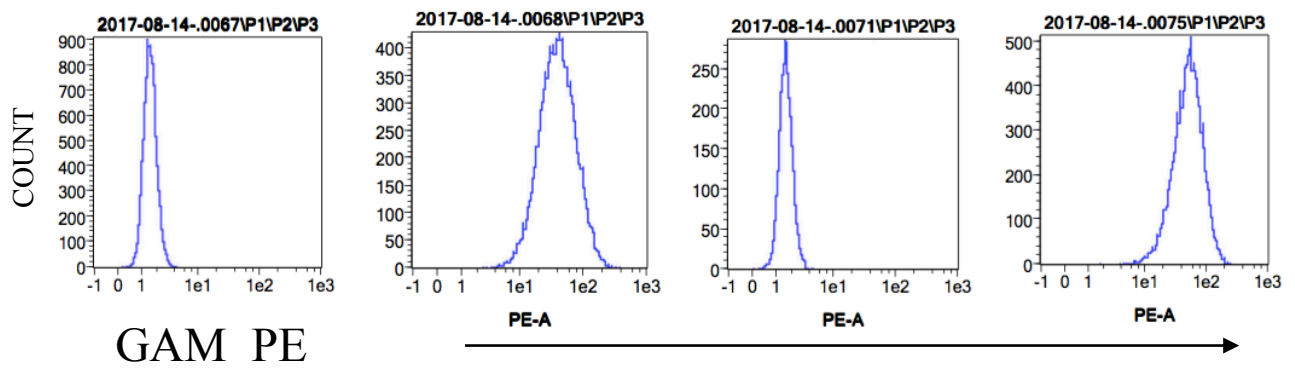 2017-08-14-.0067\P1\P2\P3
COUNT
900
800
700
600
500
400
300
200
100
0
-1 0 1 1e1 1e2 1e3
2017-08-14-.0068\P1\P2\P3
400
350
300
250
200
150
100
50
0
-1 0 1 1e1 1e2 1e3
PE-A
2017-08-14-.0071\P1\P2\P3
250
200
150
100
50
0
-1 0 1 1e1 1e2 1e3
PE-A
2017-08-14-.0075\P1\P2\P3
500
400
300
200
100
0
-1 0 1 1e1 1e2 1e3
PE-A
GAM PE